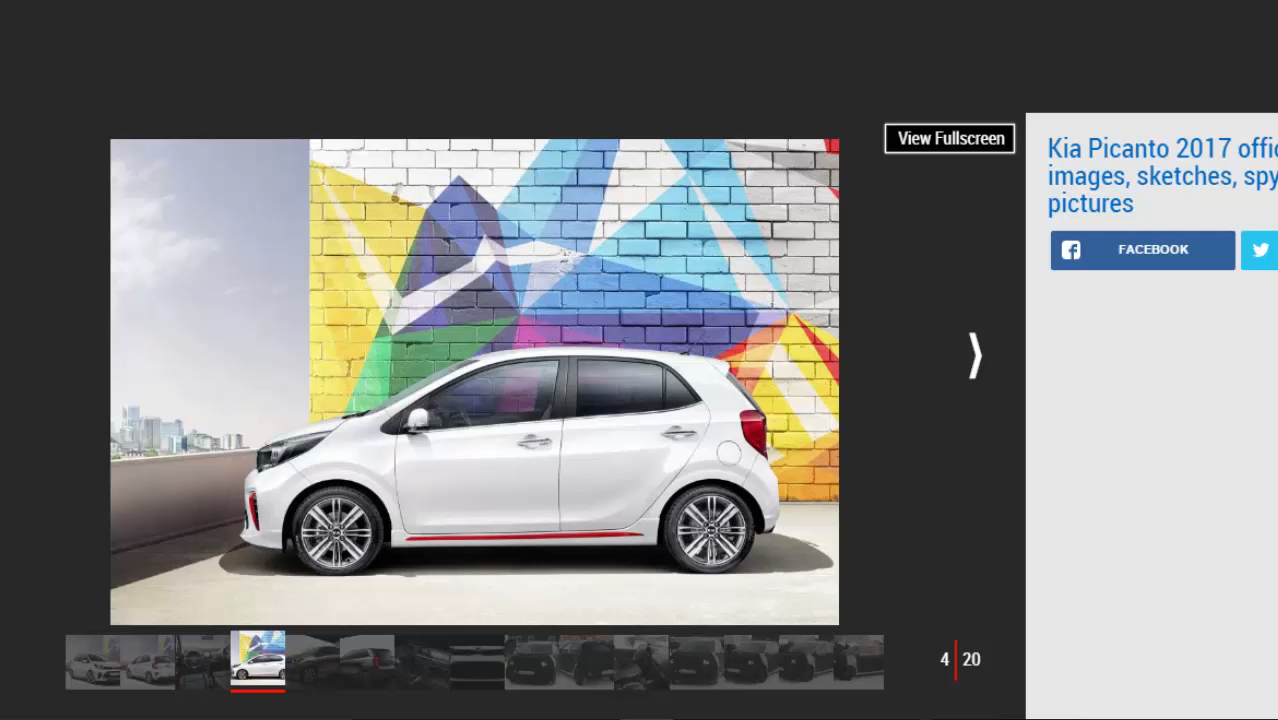 View Fullscreen
Kia Picanto 2017 offic
images, sketches, spy
pictures
FACEBOOK
4 20